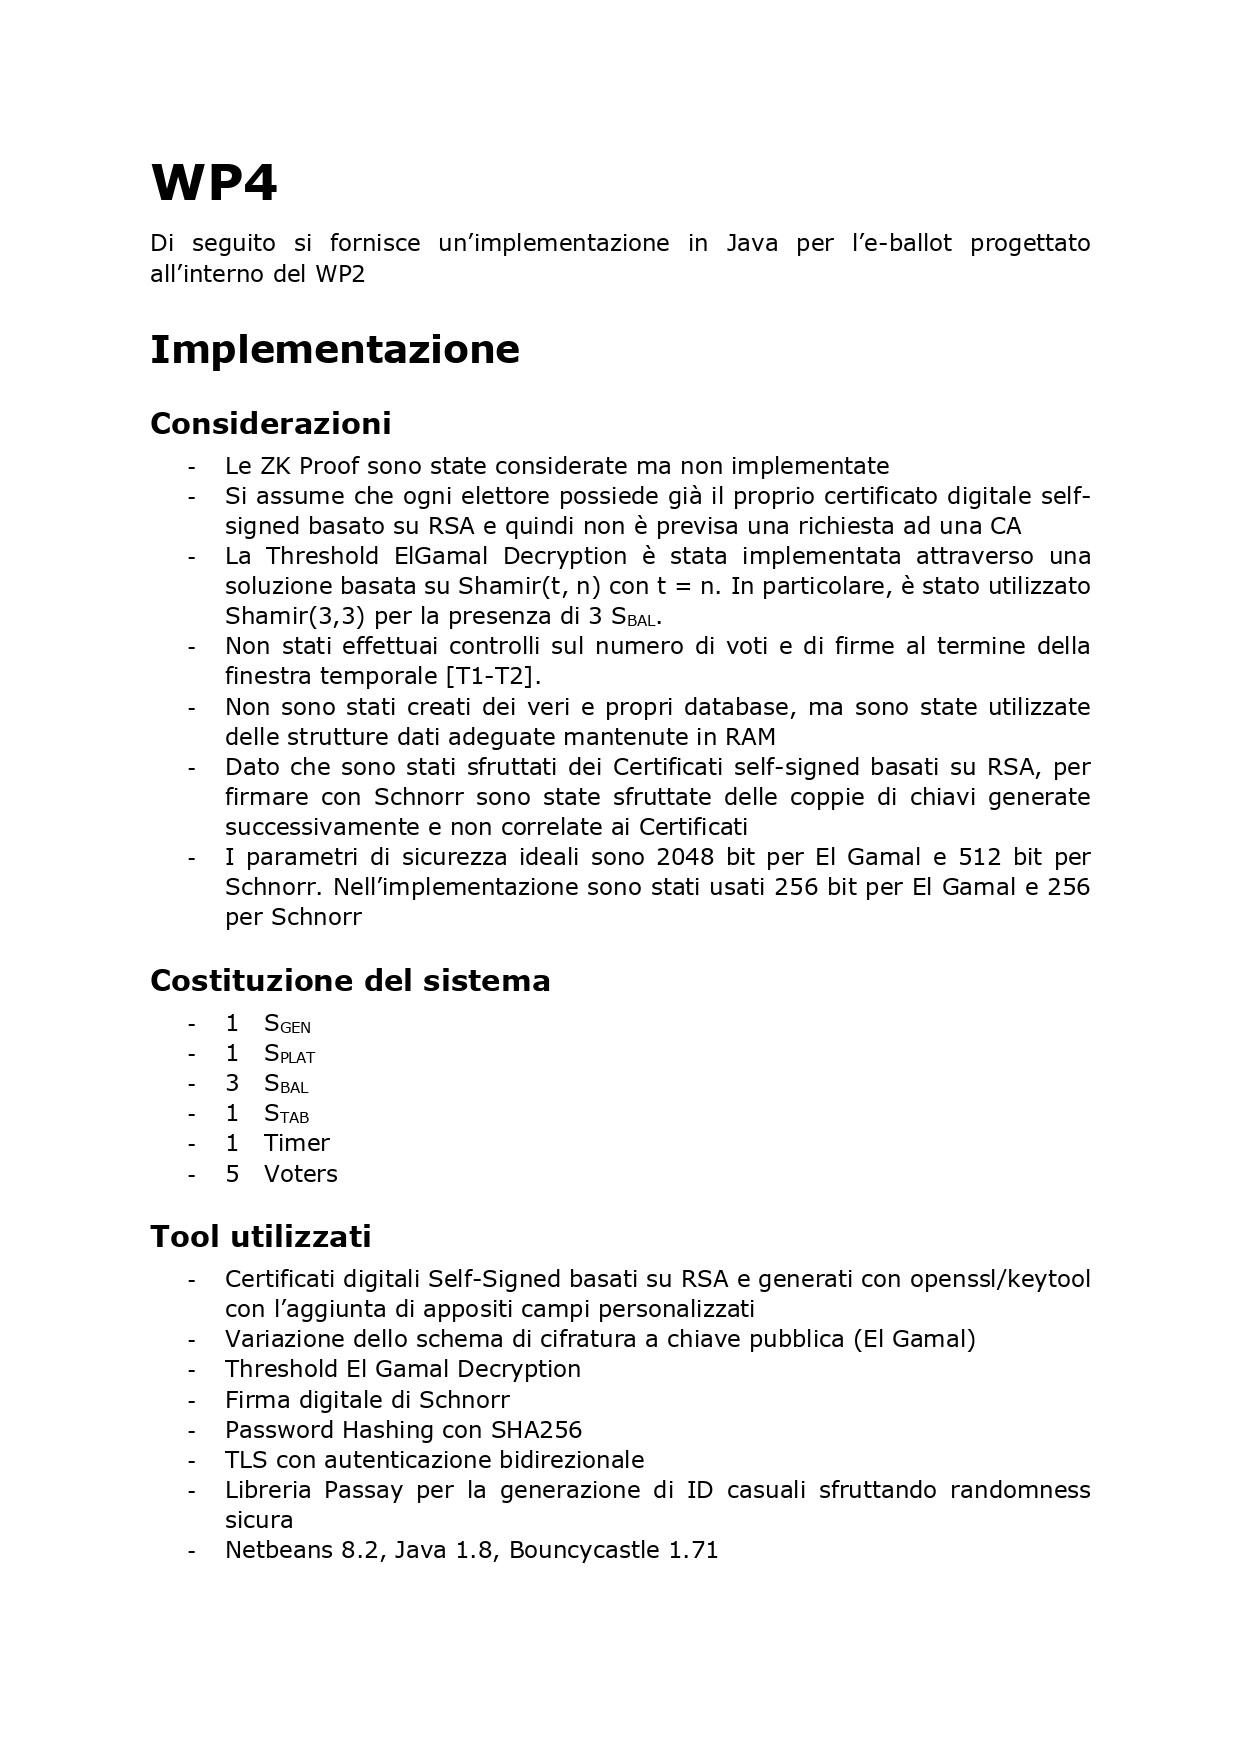 WP4
Di seguito si fornisce un’implementazione in Java per l’e-ballot progettato
all’interno del WP2
Implementazione
Considerazioni
- Le ZK Proof sono state considerate ma non implementate
- Si assume che ogni elettore possiede già il proprio certificato digitale self-
signed basato su RSA e quindi non è previsa una richiesta ad una CA
- La Threshold ElGamal Decryption è stata implementata attraverso una
soluzione basata su Shamir(t, n) con t = n. In particolare, è stato utilizzato
Shamir(3,3) per la presenza di 3 SBAL.
- Non stati effettuai controlli sul numero di voti e di firme al termine della
finestra temporale [T1-T2].
- Non sono stati creati dei veri e propri database, ma sono state utilizzate
delle strutture dati adeguate mantenute in RAM
- Dato che sono stati sfruttati dei Certificati self-signed basati su RSA, per
firmare con Schnorr sono state sfruttate delle coppie di chiavi generate
successivamente e non correlate ai Certificati
- I parametri di sicurezza ideali sono 2048 bit per El Gamal e 512 bit per
Schnorr. Nell’implementazione sono stati usati 256 bit per El Gamal e 256
per Schnorr
Costituzione del sistema
- 1 SGEN
- 1 SPLAT
- 3 SBAL
- 1 STAB
- 1 Timer
- 5 Voters
Tool utilizzati
- Certificati digitali Self-Signed basati su RSA e generati con openssl/keytool
con l’aggiunta di appositi campi personalizzati
- Variazione dello schema di cifratura a chiave pubblica (El Gamal)
- Threshold El Gamal Decryption
- Firma digitale di Schnorr
- Password Hashing con SHA256
- TLS con autenticazione bidirezionale
- Libreria Passay per la generazione di ID casuali sfruttando randomness
sicura
- Netbeans 8.2, Java 1.8, Bouncycastle 1.71